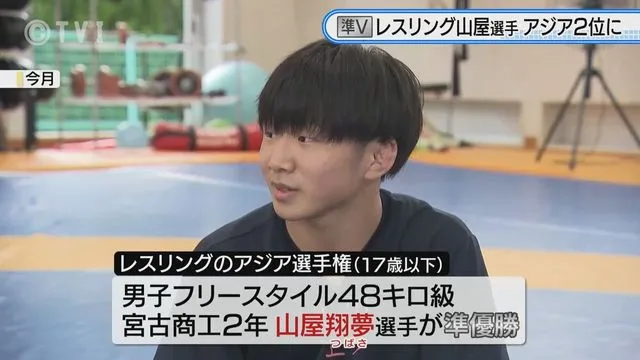 ©TVI
準V レスリング山屋選手 アジア2位に
今月
レスリングのアジア選手権(17歳以下)
男子フリースタイル48キロ級
宮古商工2年 山屋翔夢選手が準優勝
つばさ